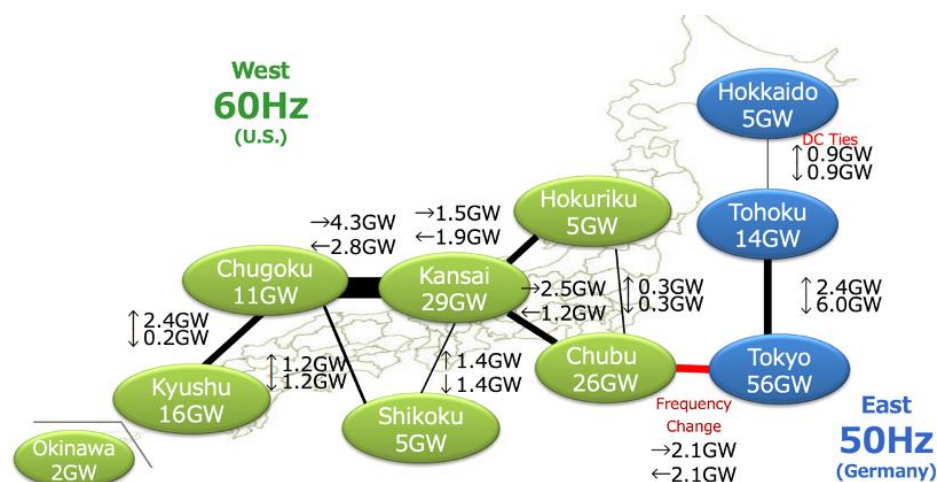 West
60Hz
(U.S.)
Hokkaido
5GW
DC Ties
↑0.9GW
↓0.9GW
Hokuriku
5GW
Tohoku
14GW
→4.3GW
←2.8GW
→1.5GW
←1.9GW
Chugoku
11GW
Kansai
29GW
→2.5GW
←1.2GW
↑0.3GW
↓0.3GW
↑2.4GW
↓6.0GW
↑2.4GW
↓0.2GW
↑1.2GW
↓1.2GW
↑1.4GW
↓1.4GW
Chubu
26GW
Tokyo
56GW
Kyushu
16GW
Shikoku
5GW
Frequency
Change
→2.1GW
←2.1GW
East
50Hz
(Germany)
Okinawa
2GW